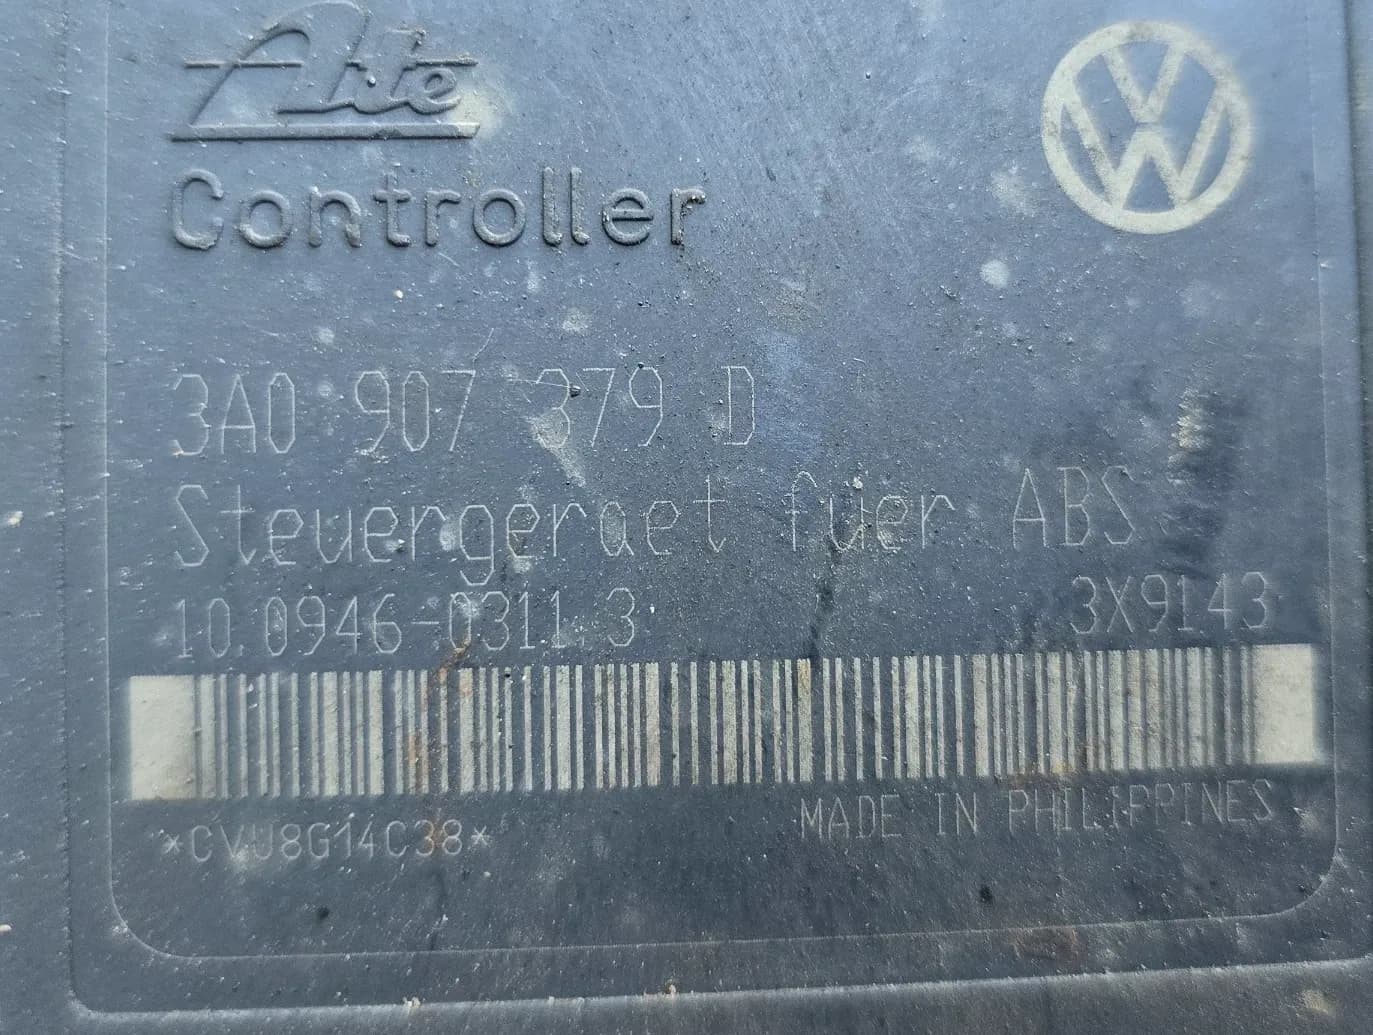 Ate
Controller
3A0 907 379 D
Steuergeraet fuer ABS
10.0946-0311.3 3X9143
*CVU8G14C38*
MADE IN PHILIPPINES